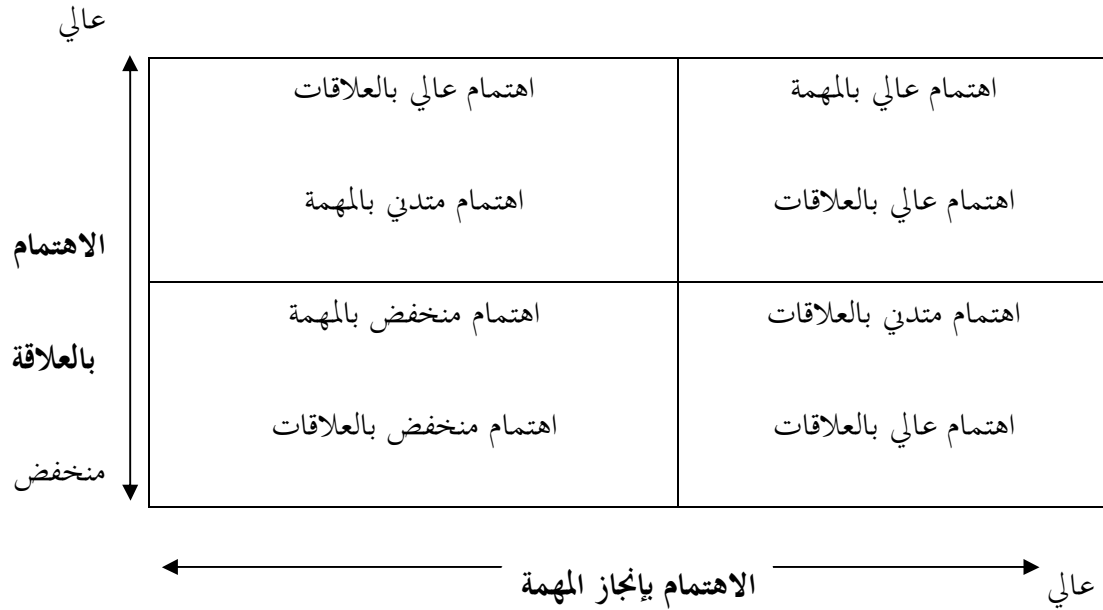 عالي
اهتمام عالي بالمهمة
اهتمام عالي بالعلاقات
اهتمام عالي بالعلاقات
اهتمام متدني بالمهمة
الاهتمام
بالعلاقة
اهتمام متدني بالعلاقات
اهتمام عالي بالعلاقات
اهتمام منخفض بالمهمة
اهتمام منخفض بالعلاقات
منخفض
عالي
الاهتمام بإنجاز المهمة